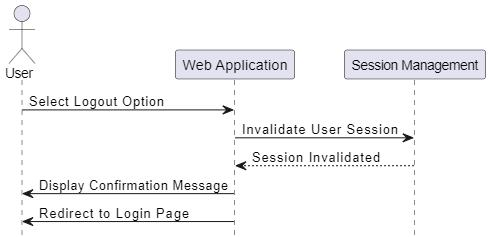 User
Web Application
Session Management
Select Logout Option
Invalidate User Session
Session Invalidated
Display Confirmation Message
Redirect to Login Page